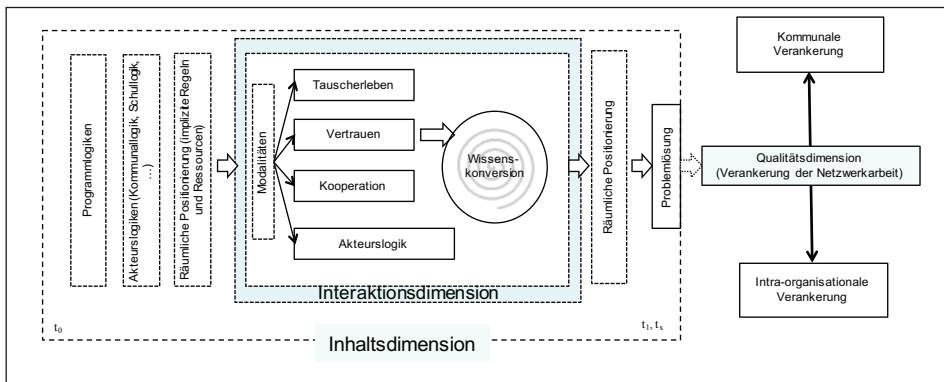 Programmlogiken
Akteurslogiken (Kommunallogik, Schullogik,
…)
Räumliche Positionierung (implizite Regeln
und Ressourcen)
Modalitäten
Tauscherleben
Vertrauen
Kooperation
Akteurslogik
Wissens-
konversion
Interaktionsdimension
Räumliche Positionierung
Problemlösung
Kommunale
Verankerung
Qualitätsdimension
(Verankerung der Netzwerkarbeit)
Intra-organisationale
Verankerung
t0
t1, tx
Inhaltsdimension